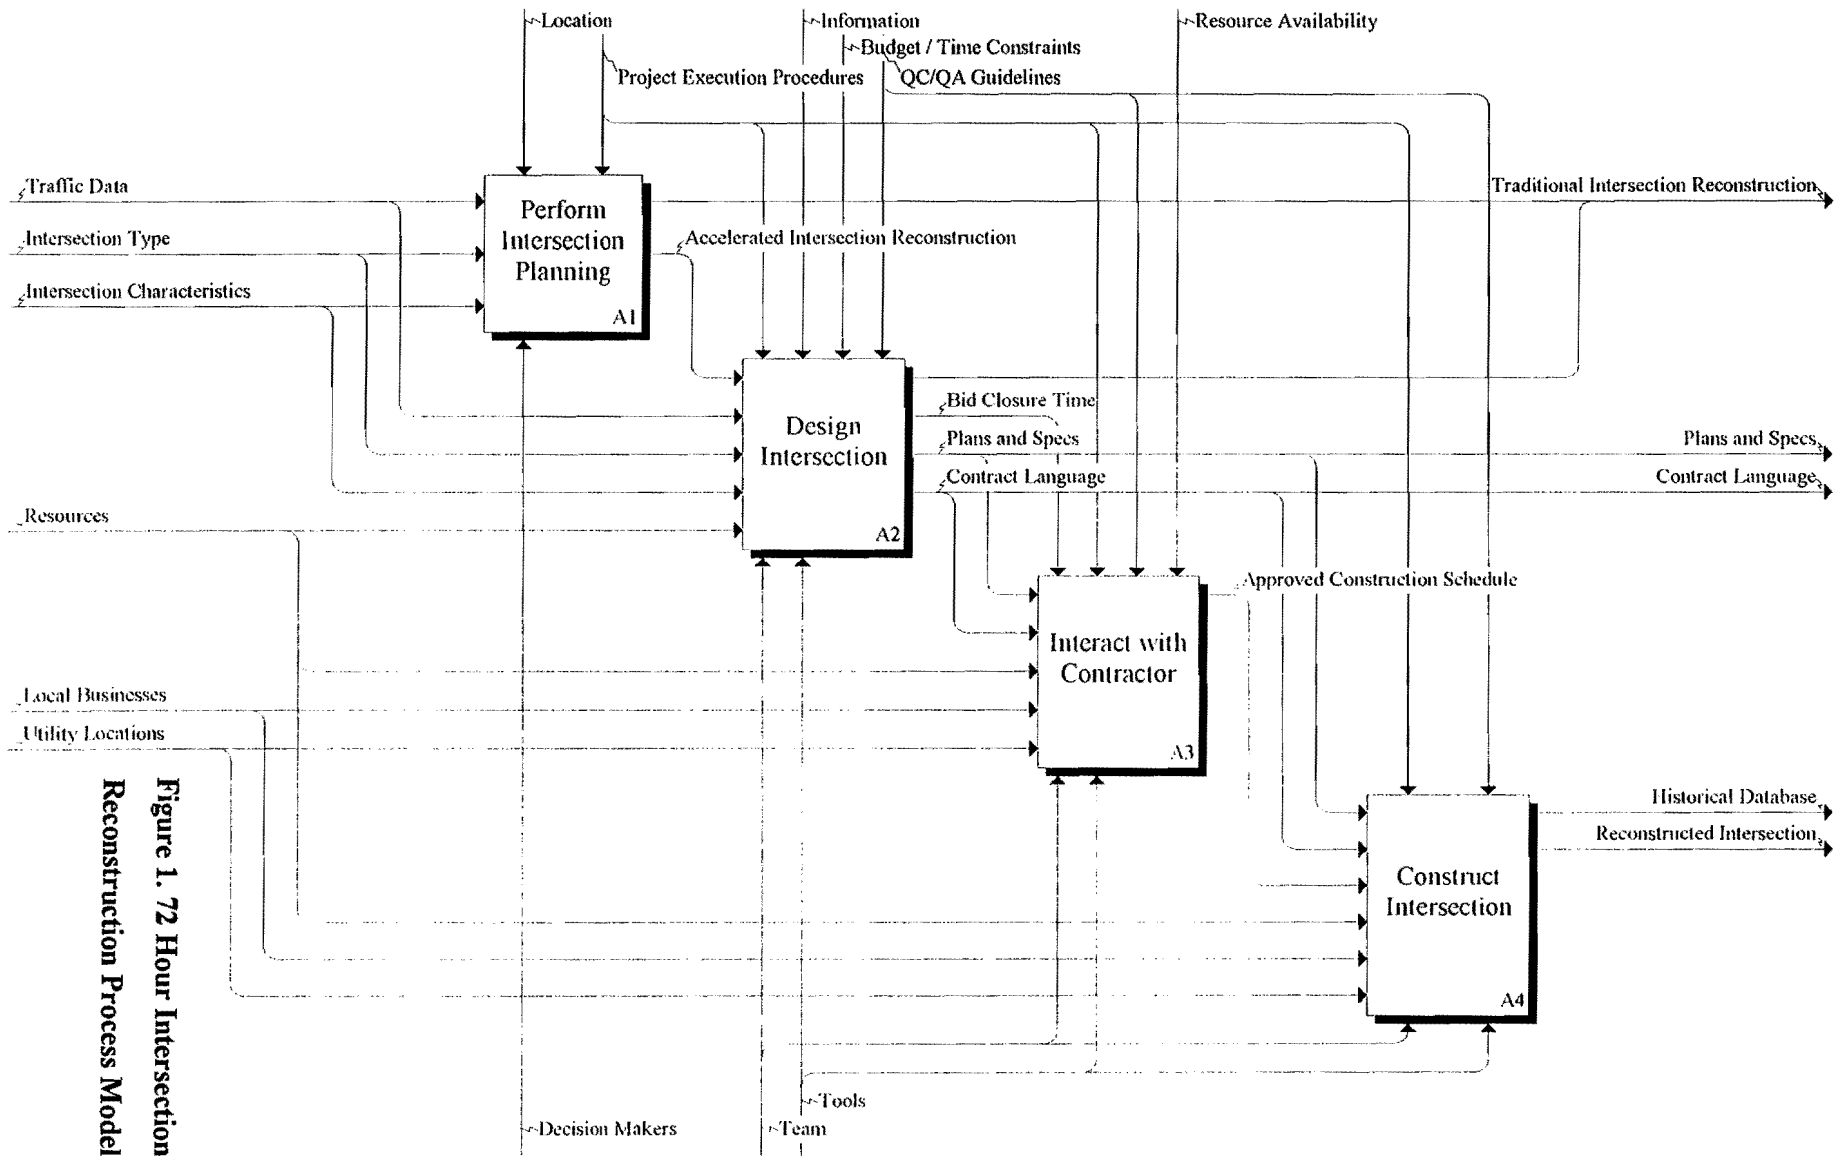 Location
Information
Resource Availability
Budget / Time Constraints
Project Execution Procedures
QC/QA Guidelines
Traffic Data
Traditional Intersection Reconstruction
Perform
Intersection
Planning
A1
Intersection Type
Accelerated Intersection Reconstruction
Intersection Characteristics
Design
Intersection
A2
Bid Closure Time
Plans and Specs
Plans and Specs
Contract Language
Contract Language
Resources
Approved Construction Schedule
Interact with
Contractor
A3
Local Businesses
Utility Locations
Historical Database
Reconstructed Intersection
Construct
Intersection
A4
Tools
Decision Makers
Team
Figure 1. 72 Hour Intersection
Reconstruction Process Model